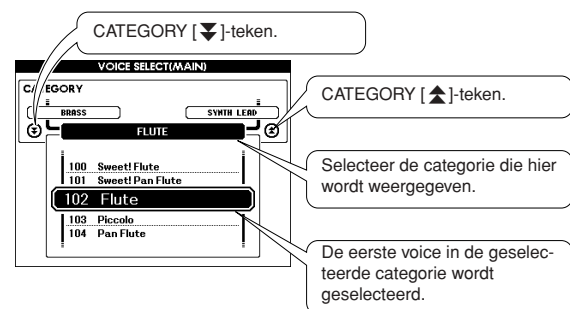 CATEGORY [ ⏬ ]-teken.
VOICE SELECT(MAIN)
CATEGORY
CATEGORY [ ⏫ ]-teken.
BRASS
SYNTH LEAD
FLUTE
100 Sweet! Flute
101 Sweet! Pan Flute
102 Flute
103 Piccolo
104 Pan Flute
Selecteer de categorie die hier
wordt weergegeven.
De eerste voice in de geselec-
teerde categorie wordt
geselecteerd.